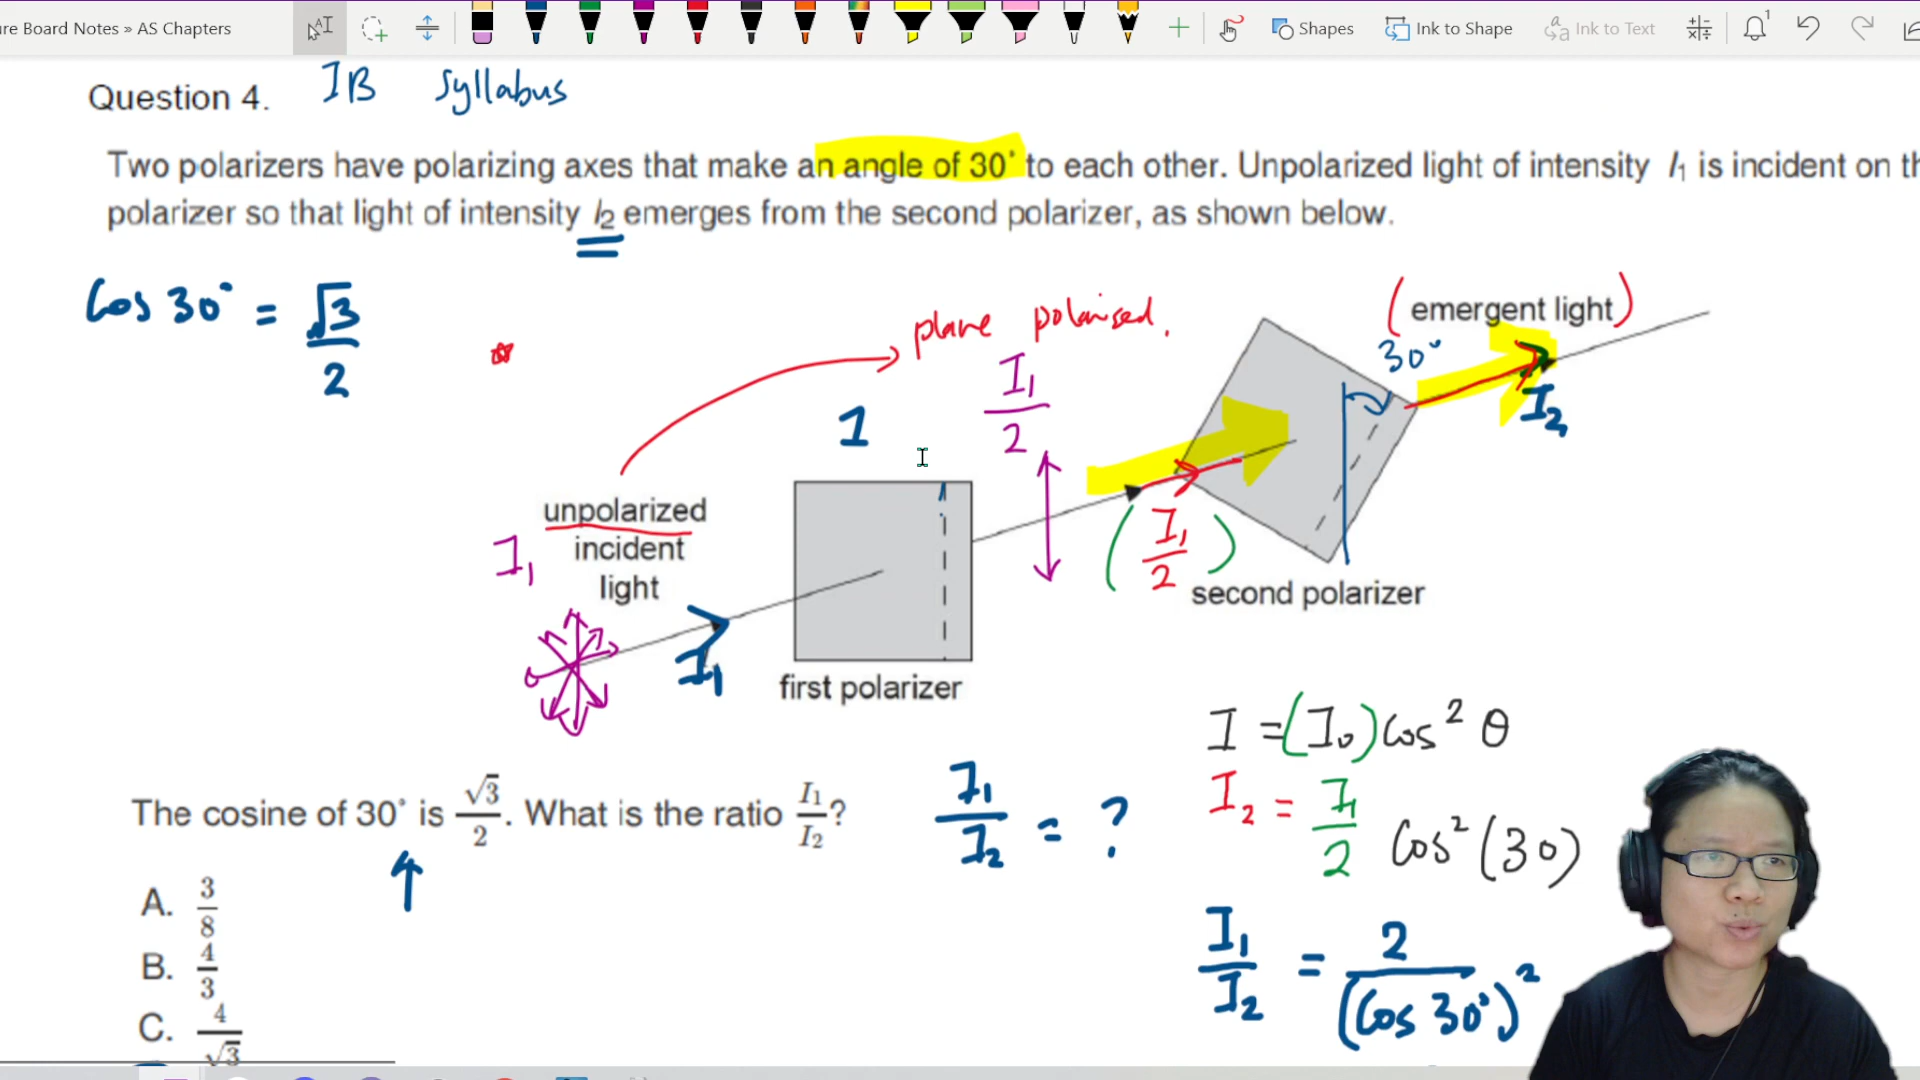 re Board Notes » AS Chapters
Shapes
Ink to Shape
Ink to Text
1
Question 4.
IB Syllabus
Two polarizers have polarizing axes that make an angle of 30° to each other. Unpolarized light of intensity I₁ is incident on th
polarizer so that light of intensity I₂ emerges from the second polarizer, as shown below.
Cos 30° = √3/2
plane polarised.
(emergent light)
30°
I₂
I₁/2
1
unpolarized
incident
light
I₁
I₁
(I₁/2)
second polarizer
first polarizer
I = (I₀) Cos² θ
I₂ = I₁/2 Cos² (30)
The cosine of 30° is √3/2. What is the ratio I₁/I₂?
I₁/I₂ = ?
A. 3/8
B. 4/3
C. 4/√3
I₁/I₂ = 2/(Cos 30°)²